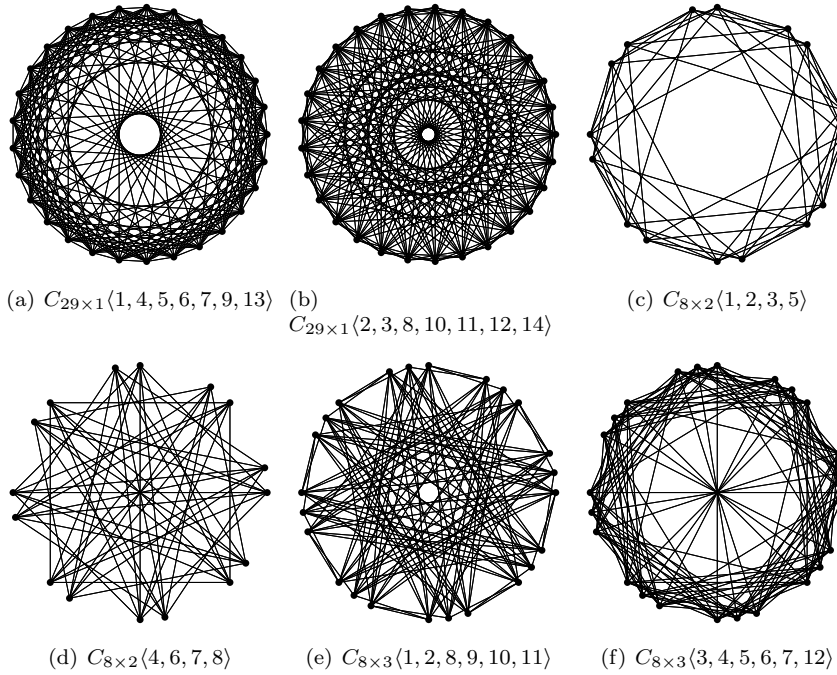 (a) C29×1⟨1, 4, 5, 6, 7, 9, 13⟩
(b)
C29×1⟨2, 3, 8, 10, 11, 12, 14⟩
(c) C8×2⟨1, 2, 3, 5⟩
(d) C8×2⟨4, 6, 7, 8⟩
(e) C8×3⟨1, 2, 8, 9, 10, 11⟩
(f) C8×3⟨3, 4, 5, 6, 7, 12⟩